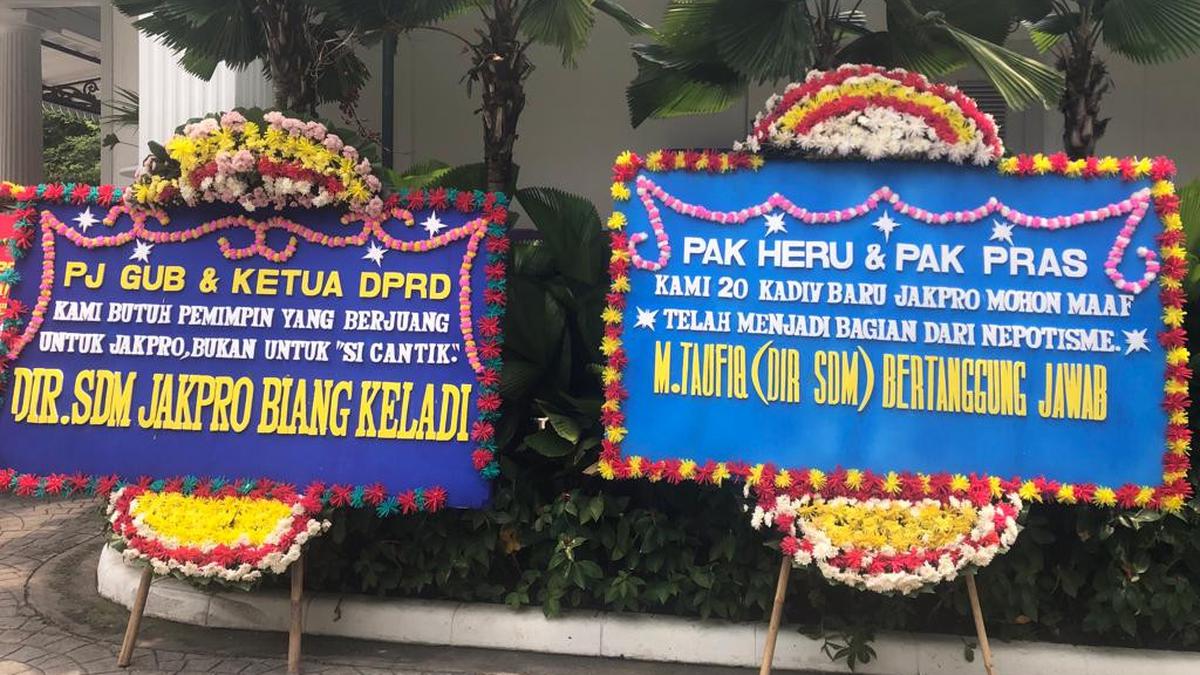 PJ GUB & KETUA DPRD
KAMI BUTUH PEMIMPIN YANG BERJUANG
UNTUK JAKPRO, BUKAN UNTUK "SI CANTIK".
DIR.SDM JAKPRO BIANG KELADI
PAK HERU & PAK PRAS
KAMI 20 KADIV BARU JAKPRO MOHON MAAF
TELAH MENJADI BAGIAN DARI NEPOTISME.
M.TAUFIQ (DIR SDM) BERTANGGUNG JAWAB